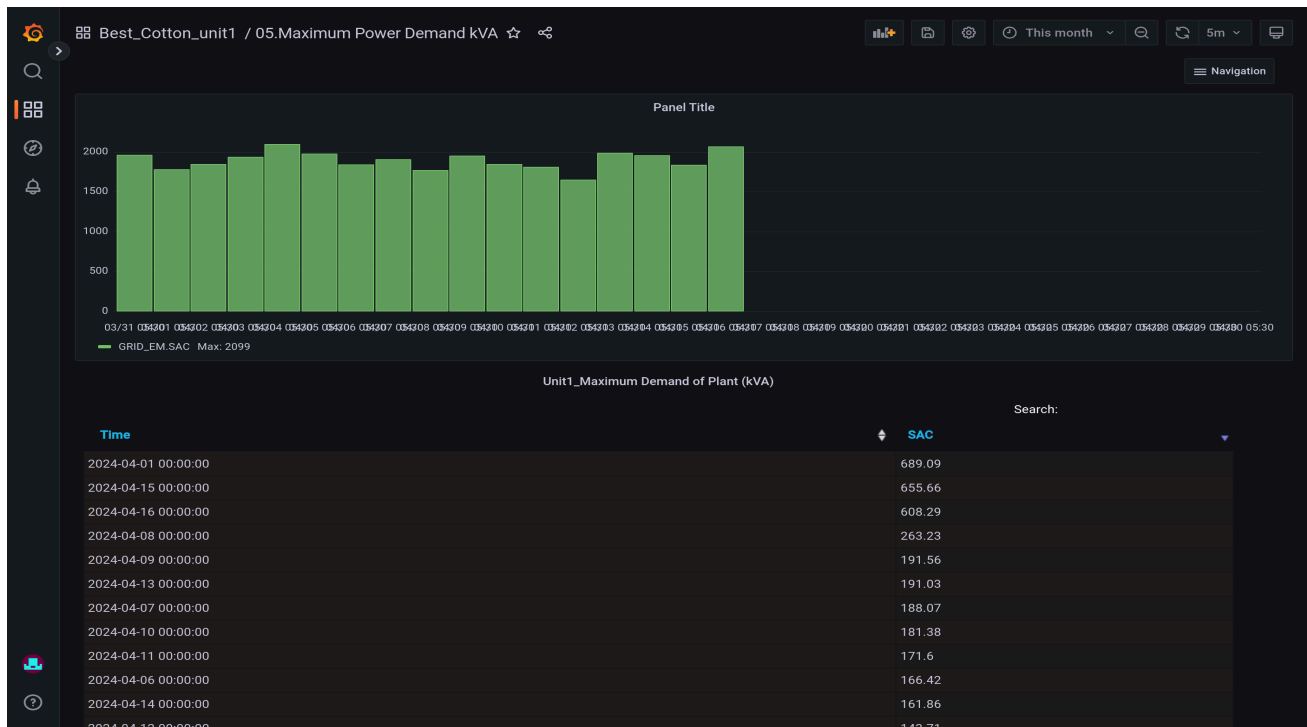 Best_Cotton_unit1 / 05.Maximum Power Demand kVA
This month
5m
Navigation
Panel Title
2000
1500
1000
500
0
03/31
05:30
GRID_EM.SAC Max: 2099
Unit1_Maximum Demand of Plant (kVA)
Search:
Time SAC
2024-04-01 00:00:00 689.09
2024-04-15 00:00:00 655.66
2024-04-16 00:00:00 608.29
2024-04-08 00:00:00 263.23
2024-04-09 00:00:00 191.56
2024-04-13 00:00:00 191.03
2024-04-07 00:00:00 188.07
2024-04-10 00:00:00 181.38
2024-04-11 00:00:00 171.6
2024-04-06 00:00:00 166.42
2024-04-14 00:00:00 161.86